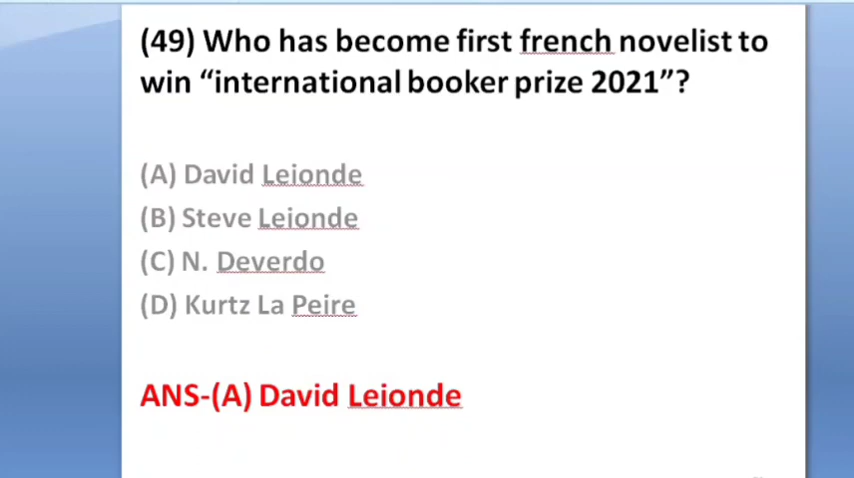 (49) Who has become first french novelist to
win “international booker prize 2021”?
(A) David Leionde
(B) Steve Leionde
(C) N. Deverdo
(D) Kurtz La Peire
ANS-(A) David Leionde